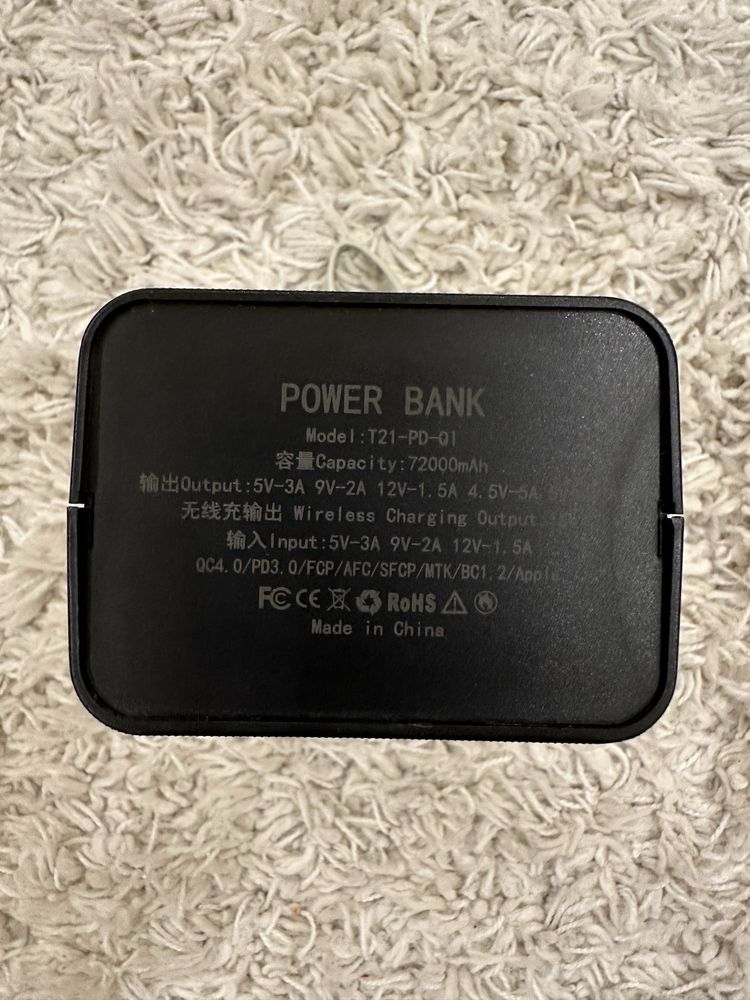 POWER BANK
Model:T21-PD-Q1
容量Capacity:72000mAh
输出Output:5V-3A 9V-2A 12V-1.5A 4.5V-5A
无线充输出 Wireless Charging Output
输入Input:5V-3A 9V-2A 12V-1.5A
QC4.0/PD3.0/FCP/AFC/SFCP/MTK/BC1.2/Apple
FC CE RoHS
Made in China